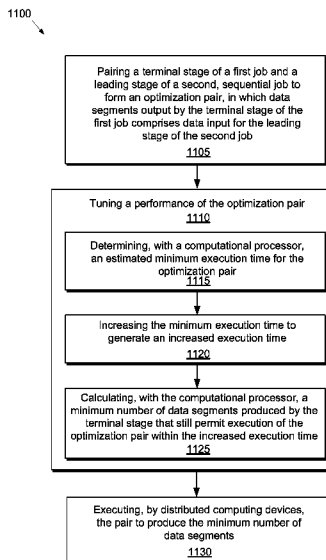 1100
Pairing a terminal stage of a first job and a
leading stage of a second, sequential job to
form an optimization pair, in which data
segments output by the terminal stage of the
first job comprises data input for the leading
stage of the second job
1105
Tuning a performance of the optimization pair
1110
Determining, with a computational processor,
an estimated minimum execution time for the
optimization pair
1115
Increasing the minimum execution time to
generate an increased execution time
1120
Calculating, with the computational processor, a
minimum number of data segments produced by the
terminal stage that still permit execution of the
optimization pair within the increased execution time
1125
Executing, by distributed computing devices,
the pair to produce the minimum number of
data segments
1130